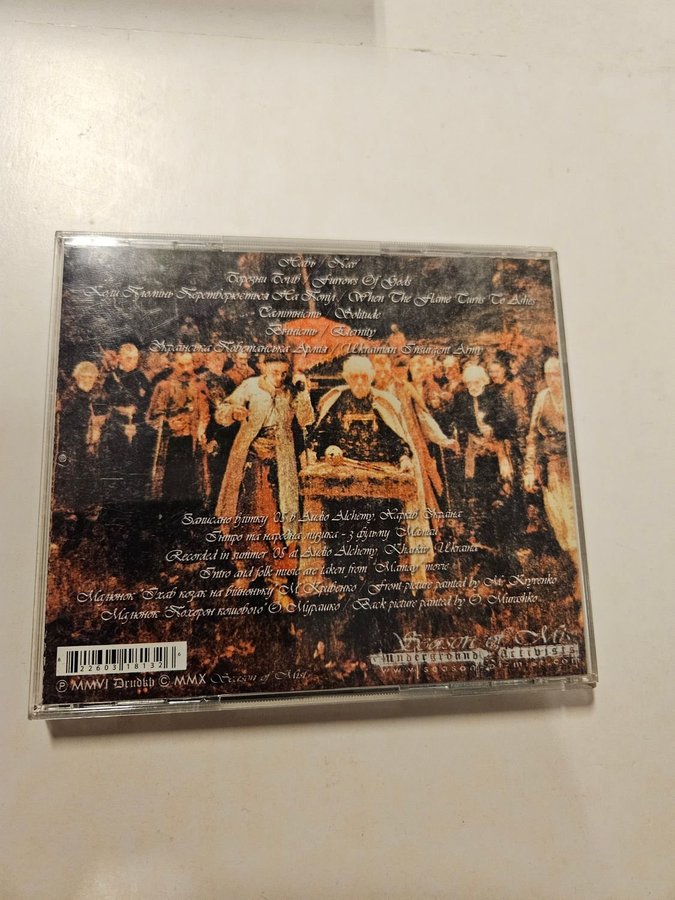 Навь / Nav
Борозни Богів / Furrows Of Gods
Коли Пломінь Перетворюється На Попіл / When The Flame Turns To Ashes
Самітність / Solitude
Вічність / Eternity
Українська Повстанська Армія / Ukrainian Insurgent Army
Записано влітку '05 в Audio Alchemy, Харків, Україна
Інтро та народна музика - з фільму "Мамай"
Recorded in summer '05 at Audio Alchemy, Kharkiv, Ukraine
Intro and folk music are taken from "Mamay" movie
Малюнок "Їхав козак на війноньку" М. Кривенко / Front picture painted by M. Kryvenko
Малюнок "Похорон кошового" О. Мурашко / Back picture painted by O. Murashko
Season of Mist
underground activists
8 22603 18132 6
℗ MMVI Drudkh © MMX Season of Mist